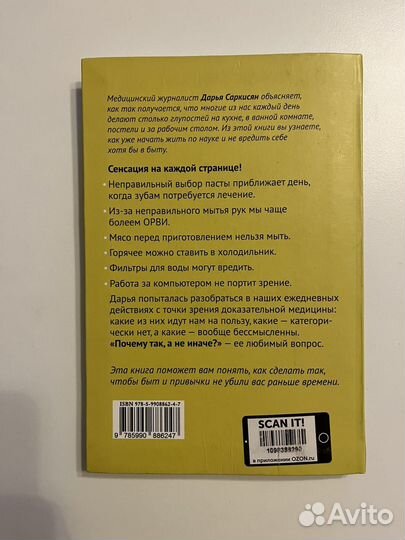 Медицинский журналист Дарья Саркисян объясняет,
как так получается, что многие из нас каждый день
делают столько глупостей на кухне, в ванной комнате,
постели и за рабочим столом. Из этой книги вы узнаете,
как уже начать жить по науке и не вредить себе
хотя бы в быту.
Сенсация на каждой странице!
• Неправильный выбор пасты приближает день,
когда зубам потребуется лечение.
• Из-за неправильного мытья рук мы чаще
болеем ОРВИ.
• Мясо перед приготовлением нельзя мыть.
• Горячее можно ставить в холодильник.
• Фильтры для воды могут вредить.
• Работа за компьютером не портит зрение.
Дарья попыталась разобраться в наших ежедневных
действиях с точки зрения доказательной медицины:
какие из них идут нам на пользу, какие — категори-
чески нет, а какие — вообще бессмысленны.
«Почему так, а не иначе?» — ее любимый вопрос.
Эта книга поможет вам понять, как сделать так,
чтобы быт и привычки не убили вас раньше времени.
ISBN 978-5-9908862-4-7
9 785990 886247
SCAN IT!
в приложении OZON.ru
Avito